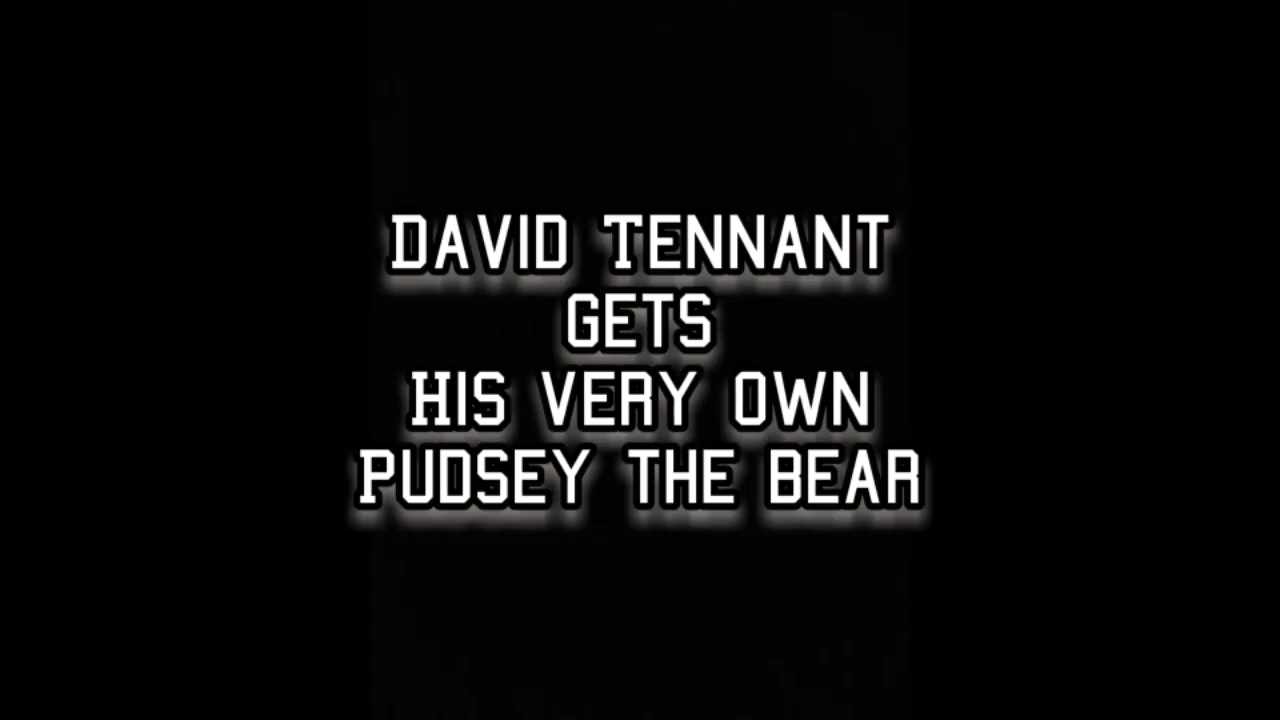 DAVID TENNANT
GETS
HIS VERY OWN
PUDSEY THE BEAR